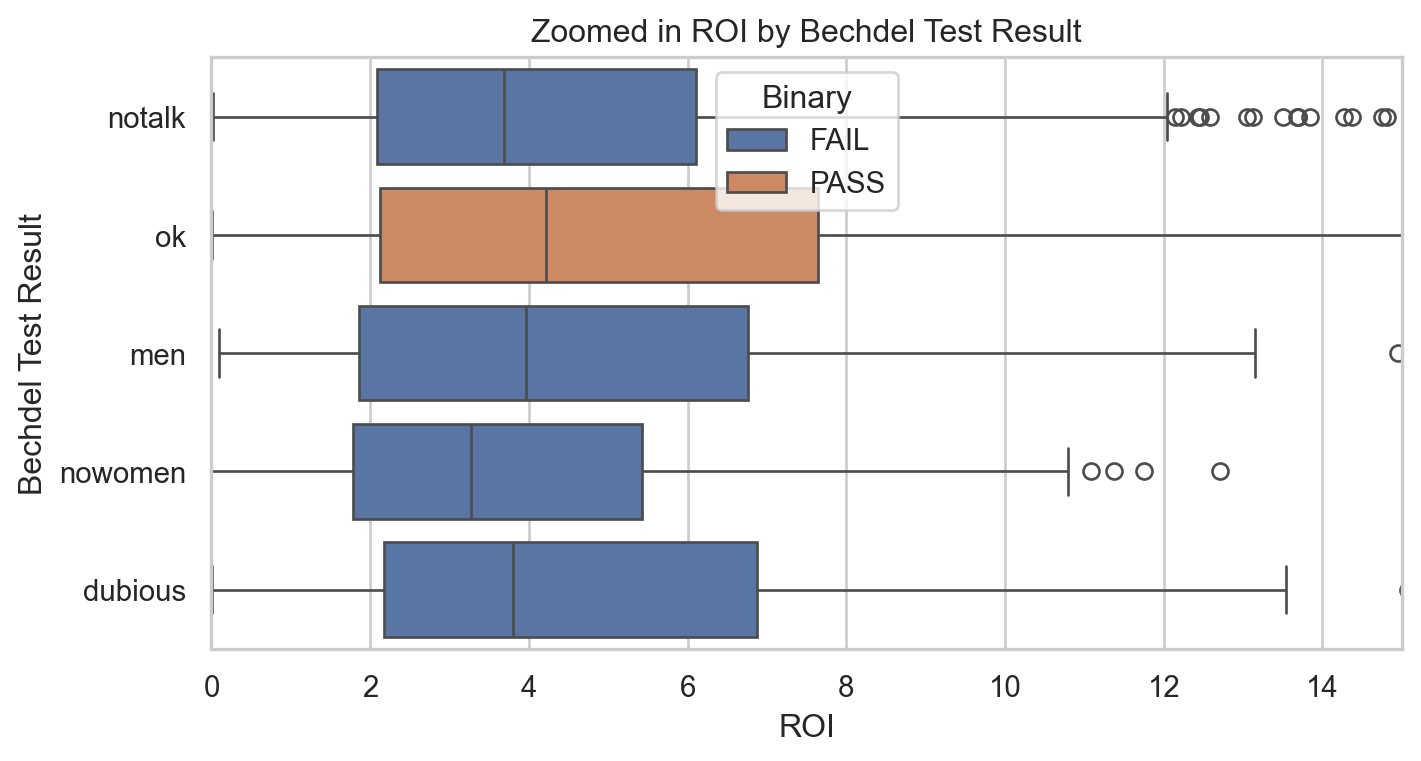 Zoomed in ROI by Bechdel Test Result
Binary
FAIL
PASS
Bechdel Test Result
notalk
ok
men
nowomen
dubious
0 2 4 6 8 10 12 14
ROI